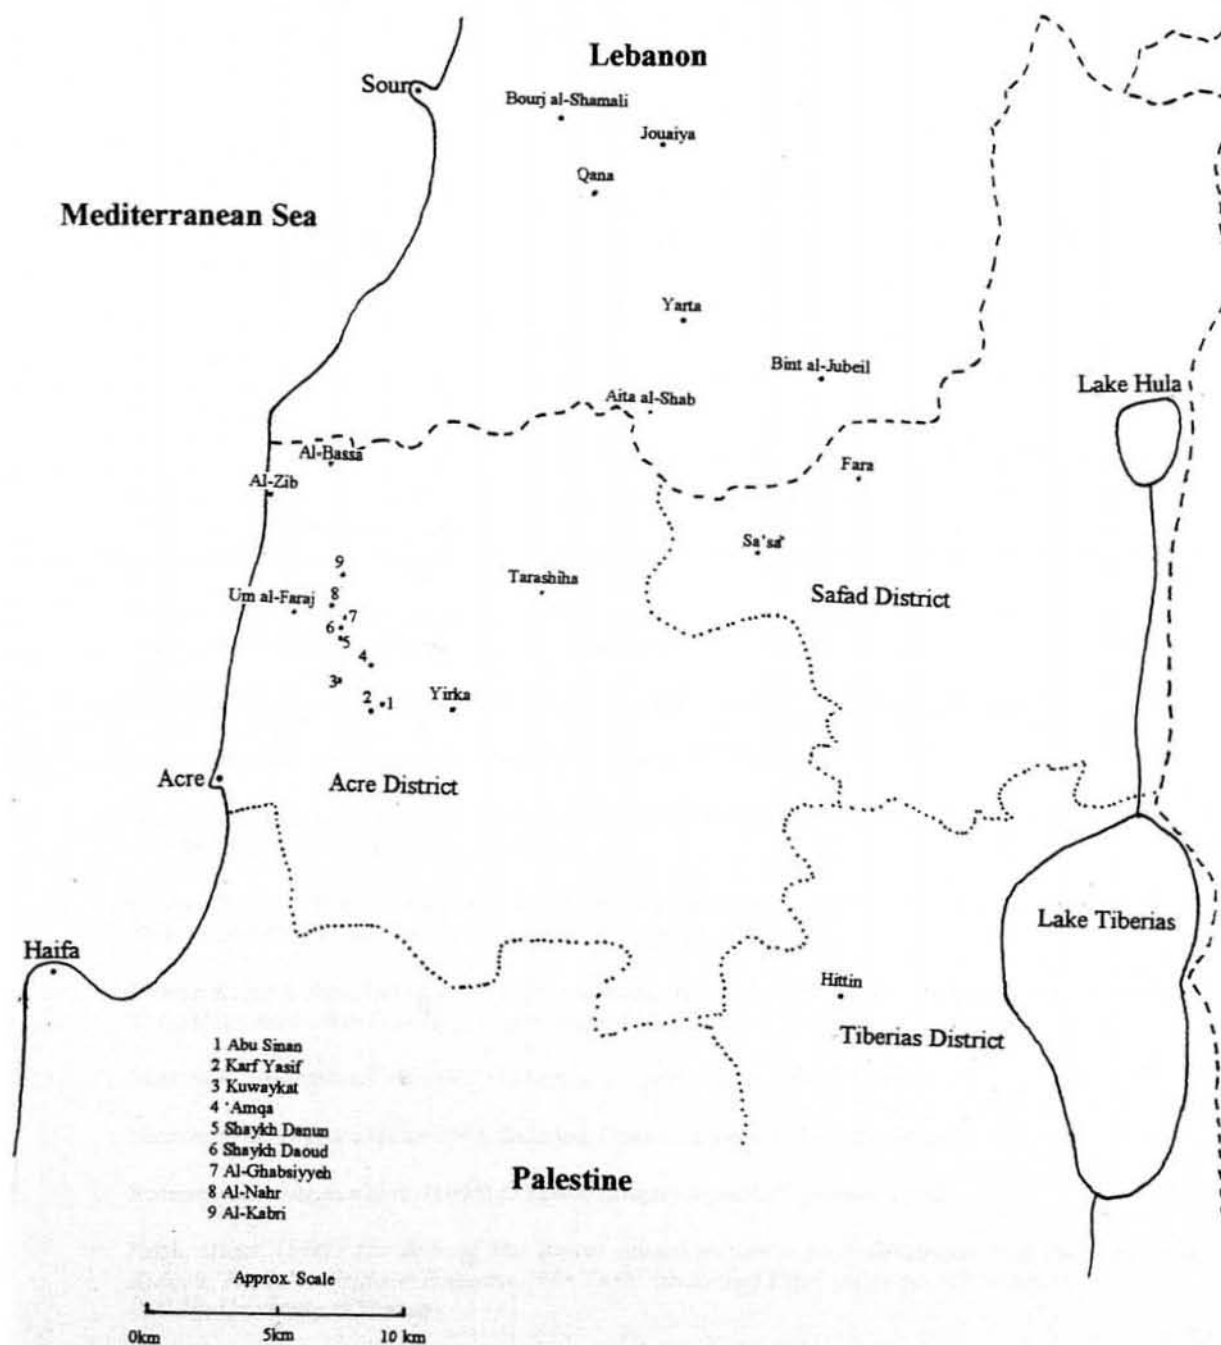 Lebanon
Sour
Bourj al-Shamali
Jouaiya
Qana
Mediterranean Sea
Yarta
Bint al-Jubeil
Lake Hula
Aita al-Shab
Al-Bassa
Fara
Al-Zib
Sa'sa'
9
Tarashiha
Um al-Faraj
8
Safad District
7
6
5
4
3
2
1
Yirka
Acre
Acre District
Lake Tiberias
Haifa
Hittin
Tiberias District
1 Abu Sinan
2 Karf Yasif
3 Kuwaykat
4 'Amqa
5 Shaykh Danun
6 Shaykh Daoud
7 Al-Ghabsiyyeh
8 Al-Nahr
9 Al-Kabri
Palestine
Approx. Scale
0km 5km 10 km